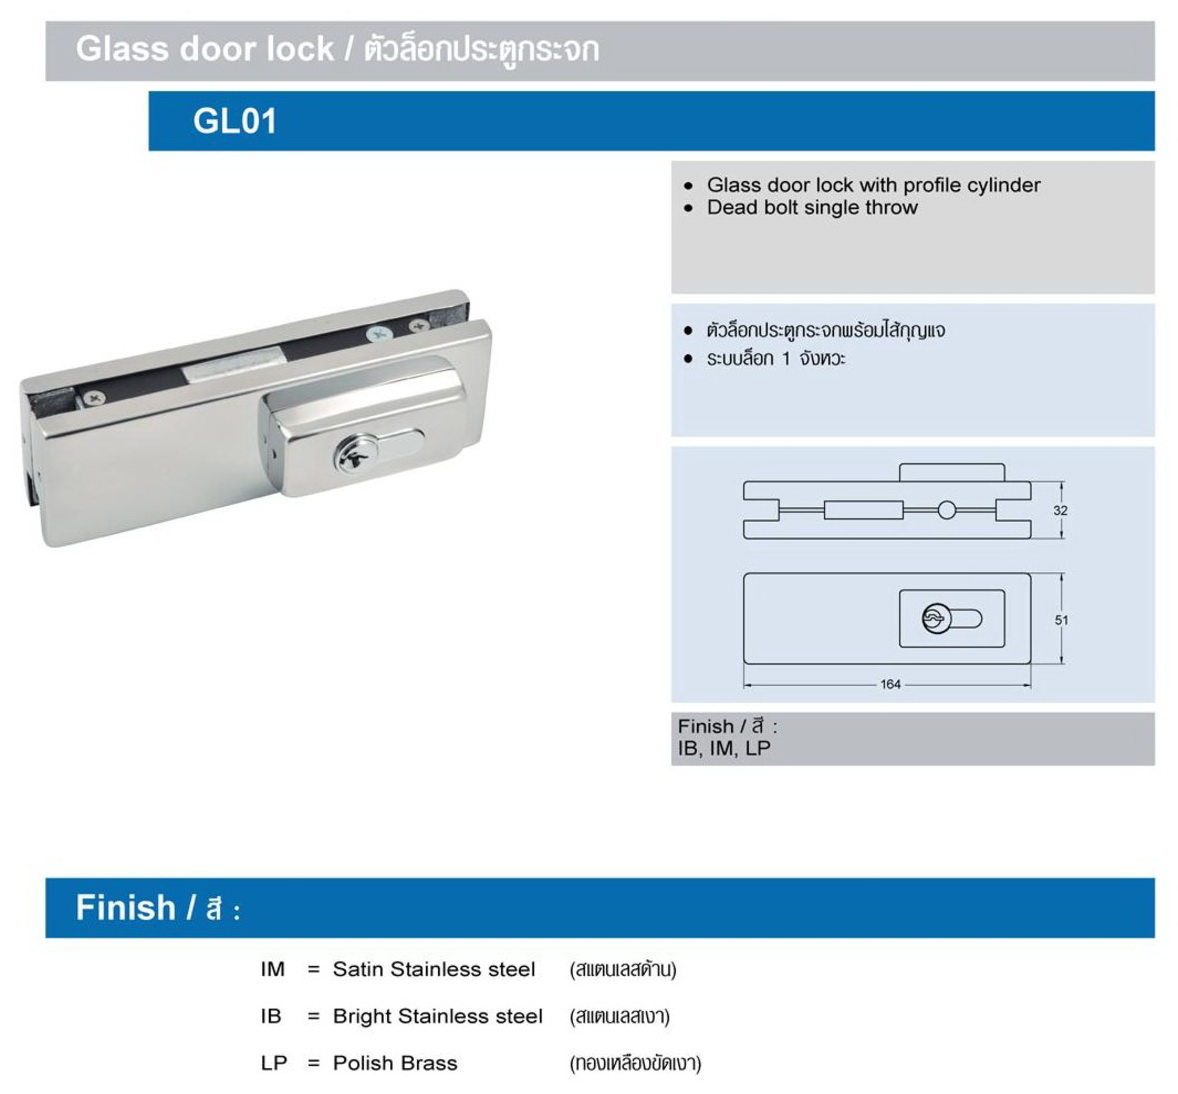 Glass door lock / ตัวล็อกประตูกระจก
GL01
• Glass door lock with profile cylinder
• Dead bolt single throw
• ตัวล็อกประตูกระจกพร้อมไส้กุญแจ
• ระบบล็อก 1 จังหวะ
32
51
164
Finish / สี :
IB, IM, LP
Finish / สี :
IM = Satin Stainless steel (สแตนเลสด้าน)
IB = Bright Stainless steel (สแตนเลสเงา)
LP = Polish Brass (ทองเหลืองขัดเงา)